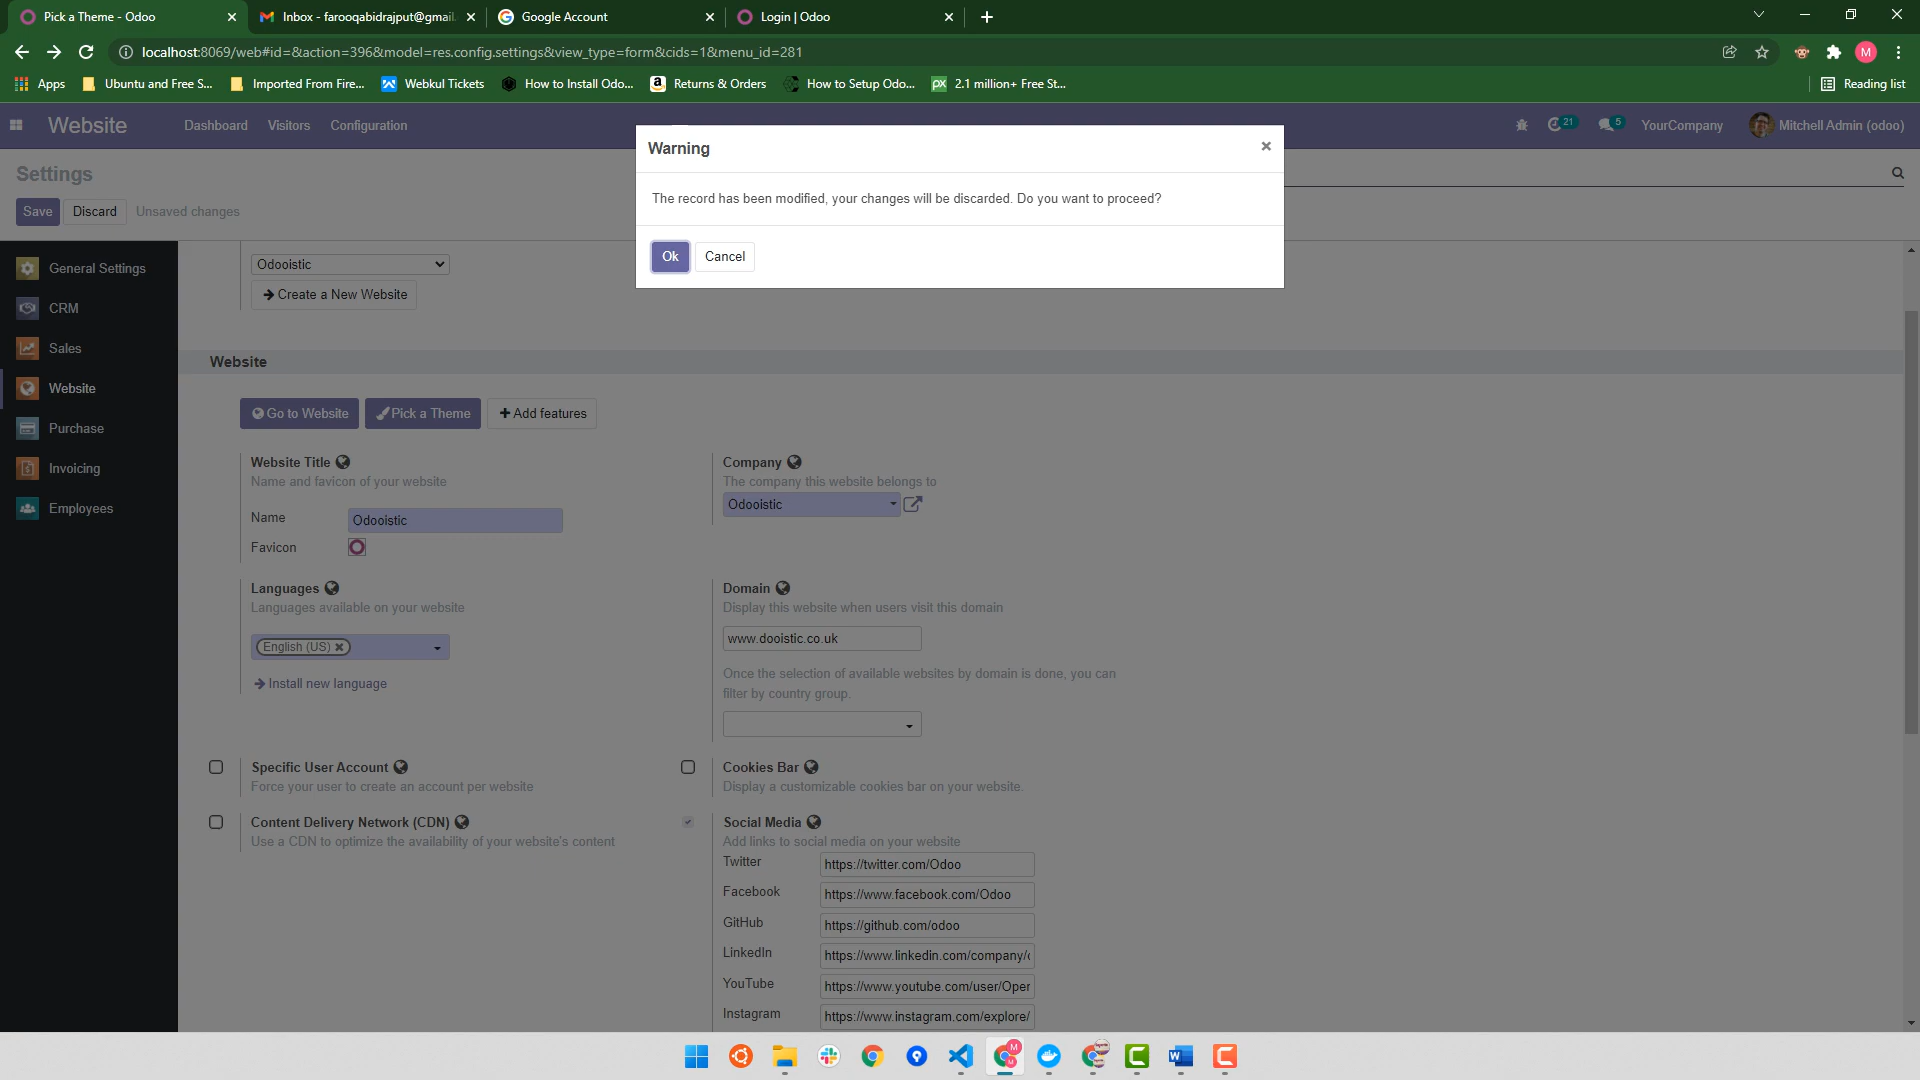 Pick a Theme - Odoo
Inbox - farooqabidrajput@gmail.
Google Account
Login | Odoo
localhost:8069/web#id=&action=396&model=res.config.settings&view_type=form&cids=1&menu_id=281
M
Apps
Ubuntu and Free S...
Imported From Fire...
Webkul Tickets
How to Install Odo...
Returns & Orders
How to Setup Odo...
2.1 million+ Free St...
Reading list
Website
Dashboard
Visitors
Configuration
21
5
YourCompany
Mitchell Admin (odoo)
Settings
Save
Discard
Unsaved changes
Warning
×
The record has been modified, your changes will be discarded. Do you want to proceed?
Ok
Cancel
General Settings
CRM
Sales
Website
Purchase
Invoicing
Employees
Odooistic
Create a New Website
Website
Go to Website
Pick a Theme
Add features
Website Title
Name and favicon of your website
Name
Odooistic
Favicon
Company
The company this website belongs to
Odooistic
Languages
Languages available on your website
English (US)
Install new language
Domain
Display this website when users visit this domain
www.dooistic.co.uk
Once the selection of available websites by domain is done, you can
filter by country group.
Specific User Account
Force your user to create an account per website
Cookies Bar
Display a customizable cookies bar on your website.
Content Delivery Network (CDN)
Use a CDN to optimize the availability of your website's content
Social Media
Add links to social media on your website
Twitter
https://twitter.com/Odoo
Facebook
https://www.facebook.com/Odoo
GitHub
https://github.com/odoo
LinkedIn
https://www.linkedin.com/company/
YouTube
https://www.youtube.com/user/Oper
Instagram
https://www.instagram.com/explore/